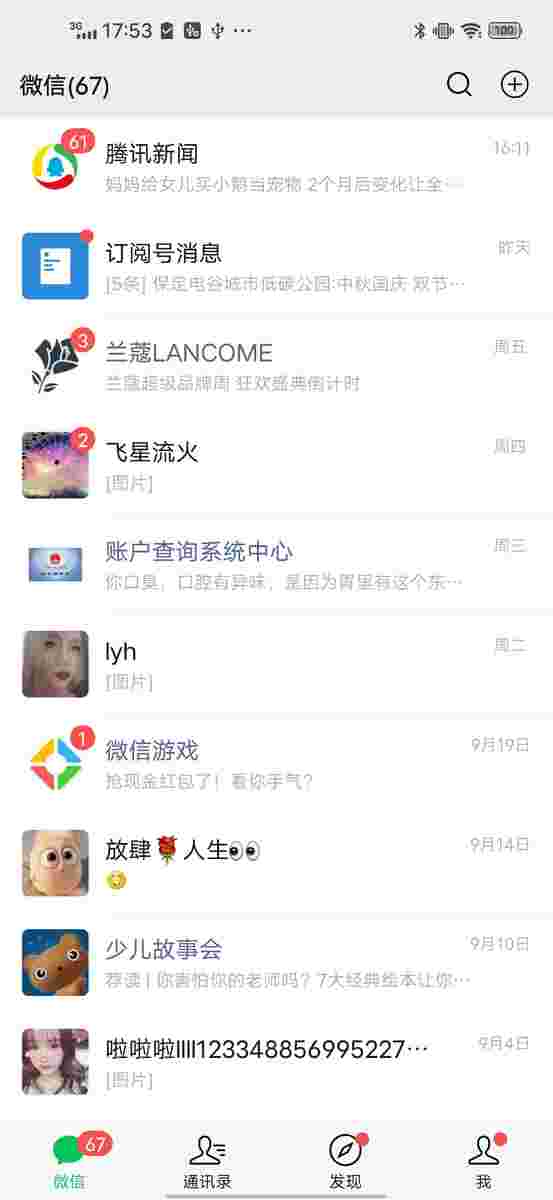 3G 17:53 100
微信(67)
61
腾讯新闻 16:11
妈妈给女儿买小鹅当宠物 2个月后变化让全…
订阅号消息 昨天
[5条] 保定电谷城市低碳公园:中秋国庆 双节…
3
兰蔻LANCOME 周五
兰蔻超级品牌周 狂欢盛典倒计时
2
飞星流火 周四
[图片]
账户查询系统中心 周三
你口臭，口腔有异味，是因为胃里有这个东…
lyh 周二
[图片]
1
微信游戏 9月19日
抢现金红包了！看你手气？
放肆🌹人生👀 9月14日
少儿故事会 9月10日
荐读 | 你害怕你的老师吗？7大经典绘本让你…
啦啦啦llll123348856995227… 9月4日
[图片]
67
微信 通讯录 发现 我